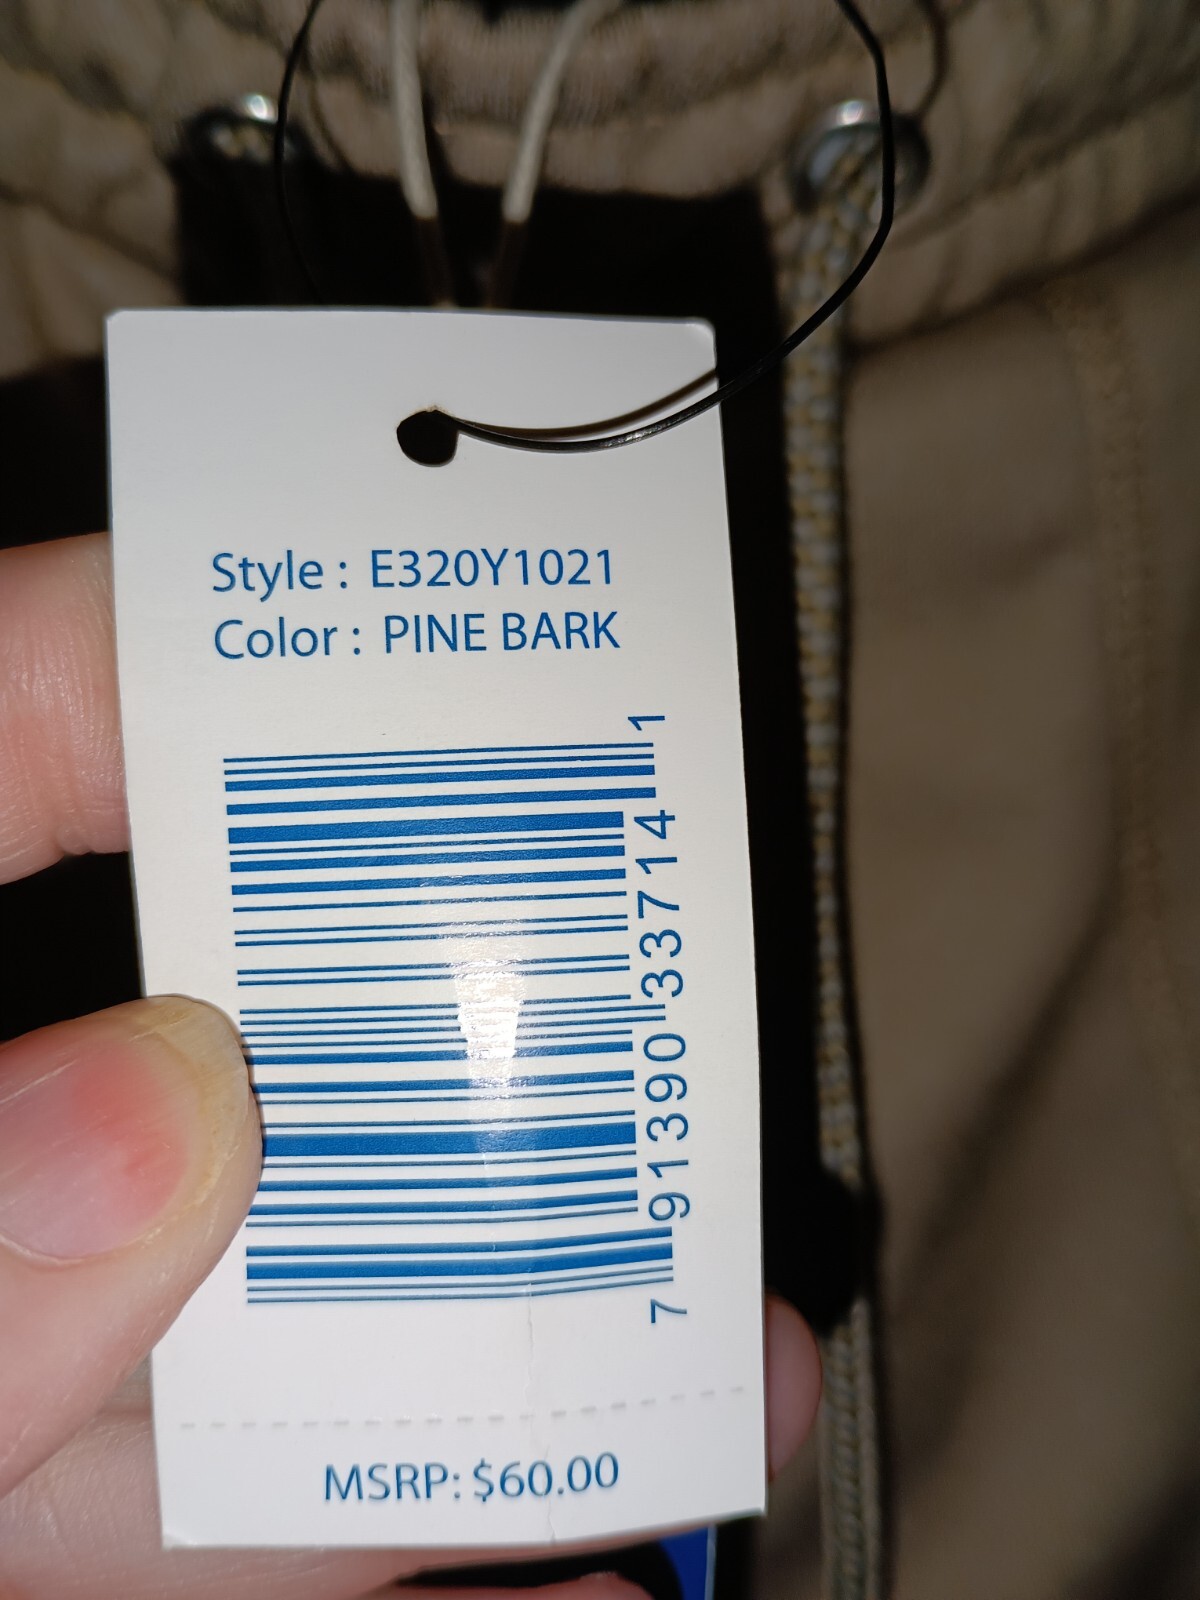 Style : E320Y1021
Color : PINE BARK
7 91390 33714 1
MSRP: $60.00